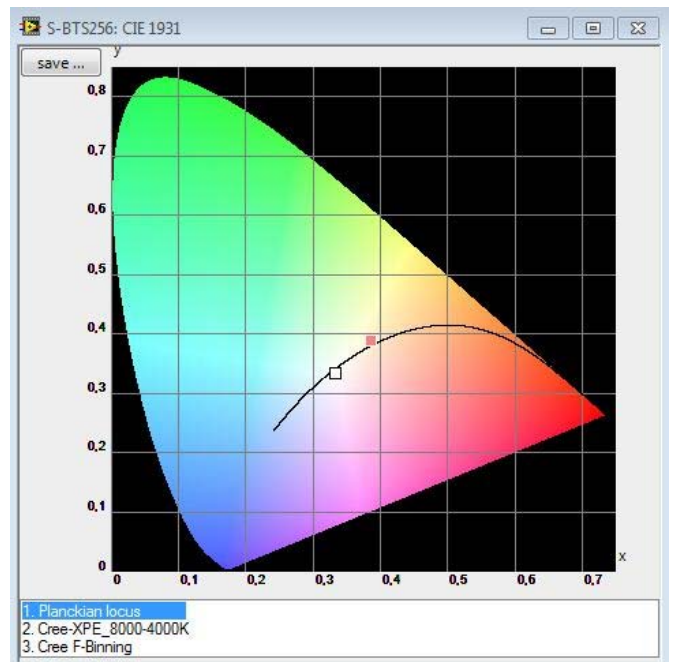 S-BTS256: CIE 1931
y
save ...
0,8
0,7
0,6
0,5
0,4
0,3
0,2
0,1
0
0 0,1 0,2 0,3 0,4 0,5 0,6 0,7
x
1. Planckian locus
2. Cree-XPE_8000-4000K
3. Cree F-Binning